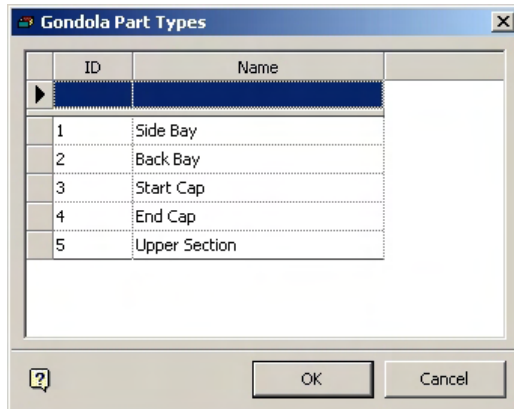 Gondola Part Types
ID Name
1 Side Bay
2 Back Bay
3 Start Cap
4 End Cap
5 Upper Section
OK Cancel